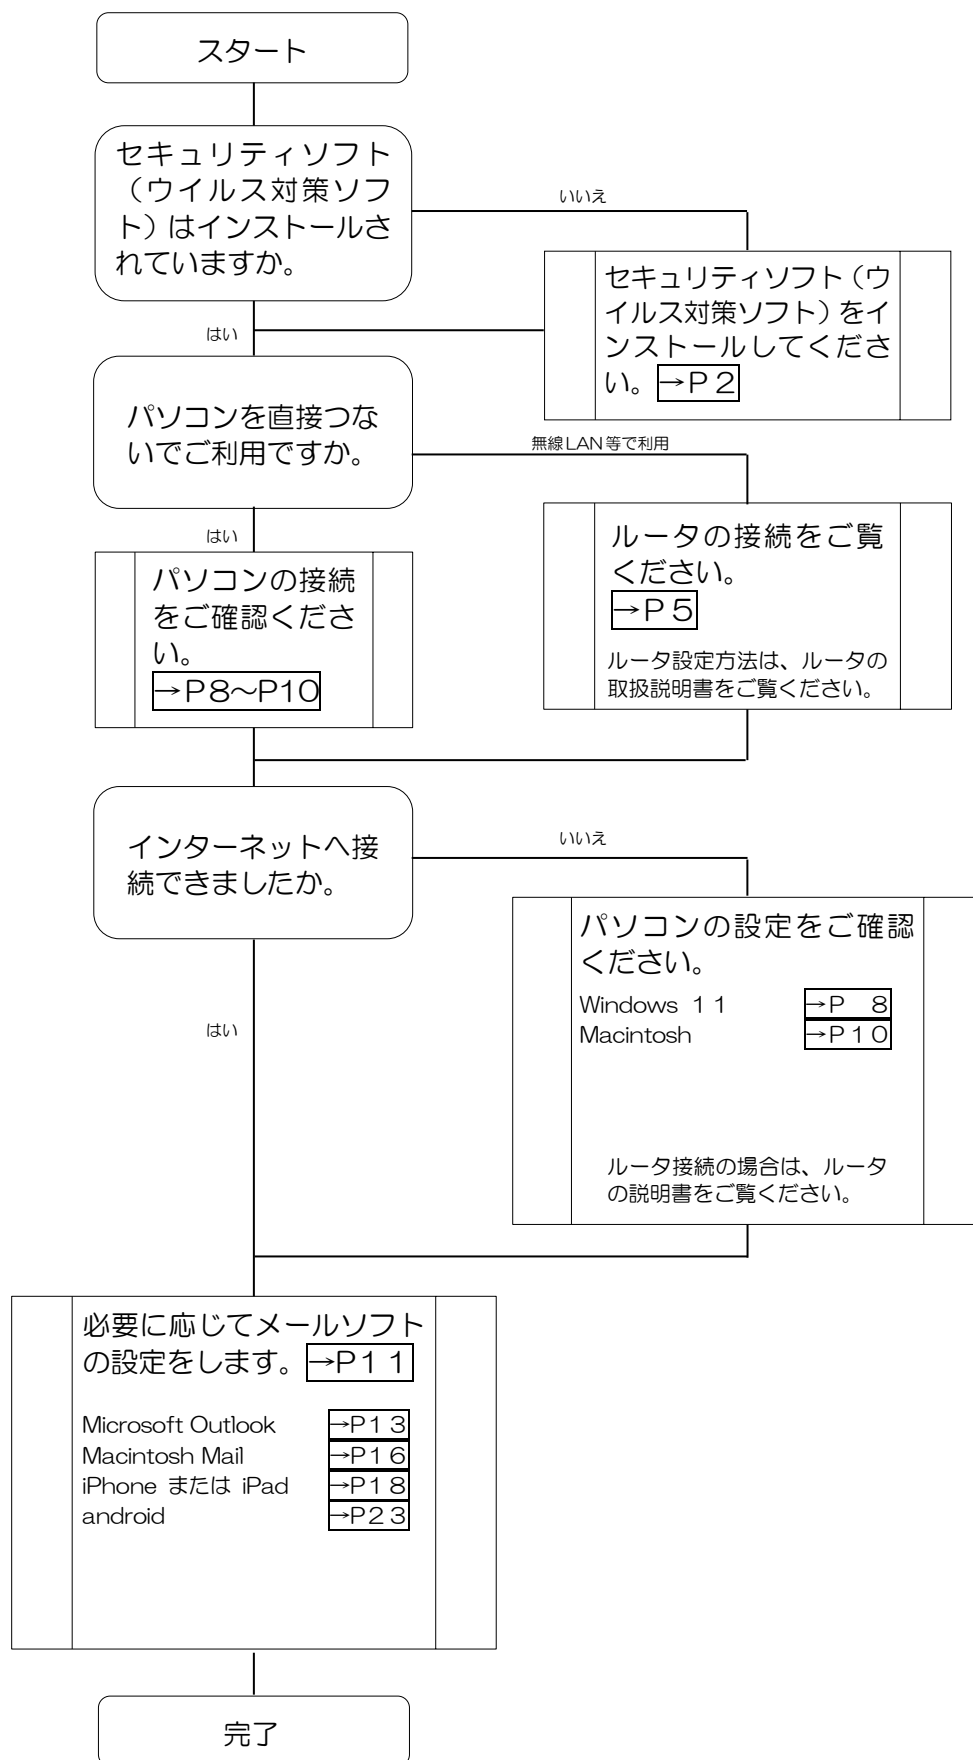 スタート
セキュリティソフト
（ウイルス対策ソフ
ト）はインストールさ
れていますか。
いいえ
セキュリティソフト（ウ
イルス対策ソフト）をイ
ンストールしてくださ
い。→P２
はい
パソコンを直接つな
いでご利用ですか。
無線LAN等で利用
はい
ルータの接続をご覧
ください。
→P５
ルータ設定方法は、ルータの
取扱説明書をご覧ください。
パソコンの接続
をご確認くださ
い。
→P8～P10
インターネットへ接
続できましたか。
いいえ
パソコンの設定をご確認
ください。
Windows １１ →P　８
Macintosh →P１０
ルータ接続の場合は、ルータ
の説明書をご覧ください。
はい
必要に応じてメールソフト
の設定をします。→P１１
Microsoft Outlook →P１３
Macintosh Mail →P１６
iPhone または iPad →P１８
android →P２３
完了